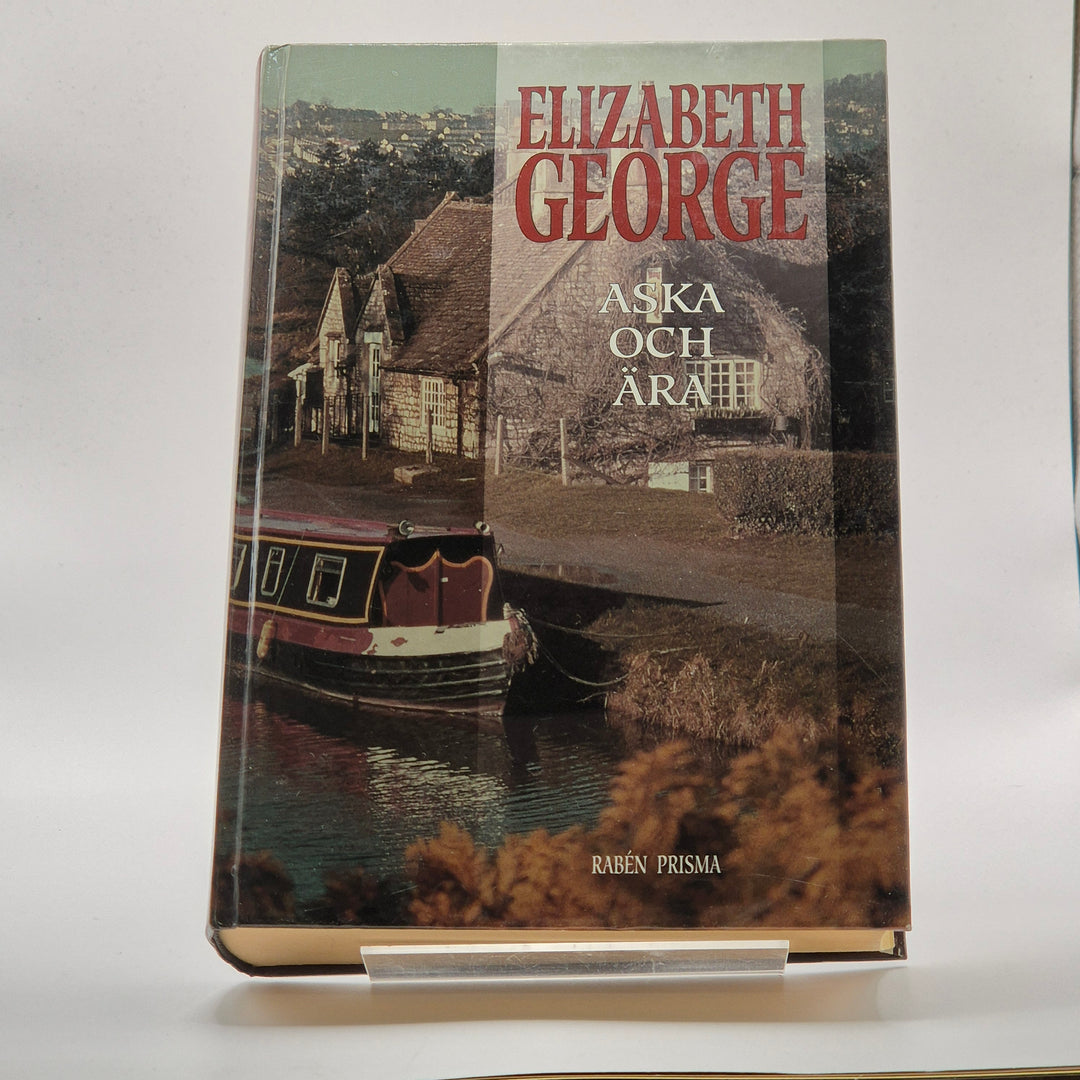 ELIZABETH
GEORGE
ASKA
OCH
ÄRA
RABÉN PRISMA